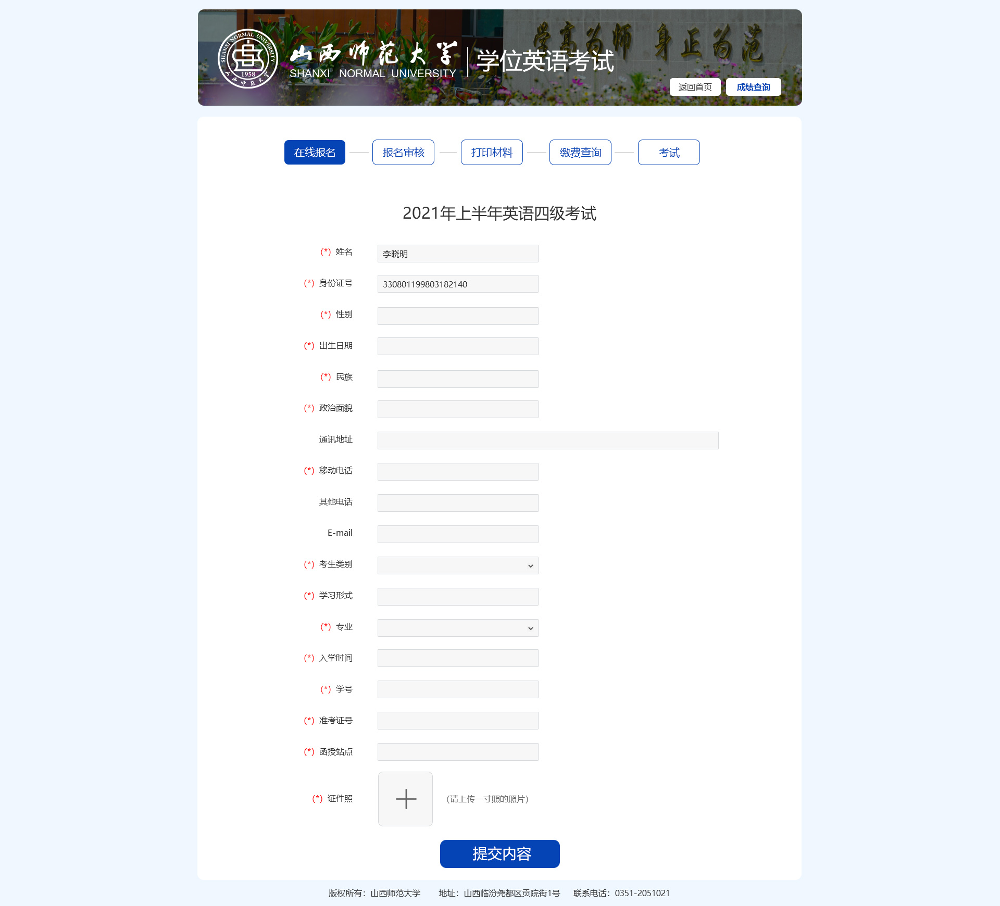 学高为师 身正为范
SHANXI NORMAL UNIVERSITY
1958
山西师范大学
山西师范大学
SHANXI NORMAL UNIVERSITY
学位英语考试
返回首页 成绩查询
在线报名 报名审核 打印材料 缴费查询 考试
2021年上半年英语四级考试
(*) 姓名 李晓明
(*) 身份证号 330801199803182140
(*) 性别
(*) 出生日期
(*) 民族
(*) 政治面貌
通讯地址
(*) 移动电话
其他电话
E-mail
(*) 考生类别
(*) 学习形式
(*) 专业
(*) 入学时间
(*) 学号
(*) 准考证号
(*) 函授站点
(*) 证件照 (请上传一寸照的照片)
提交内容
版权所有：山西师范大学 地址：山西临汾尧都区贡院街1号 联系电话：0351-2051021